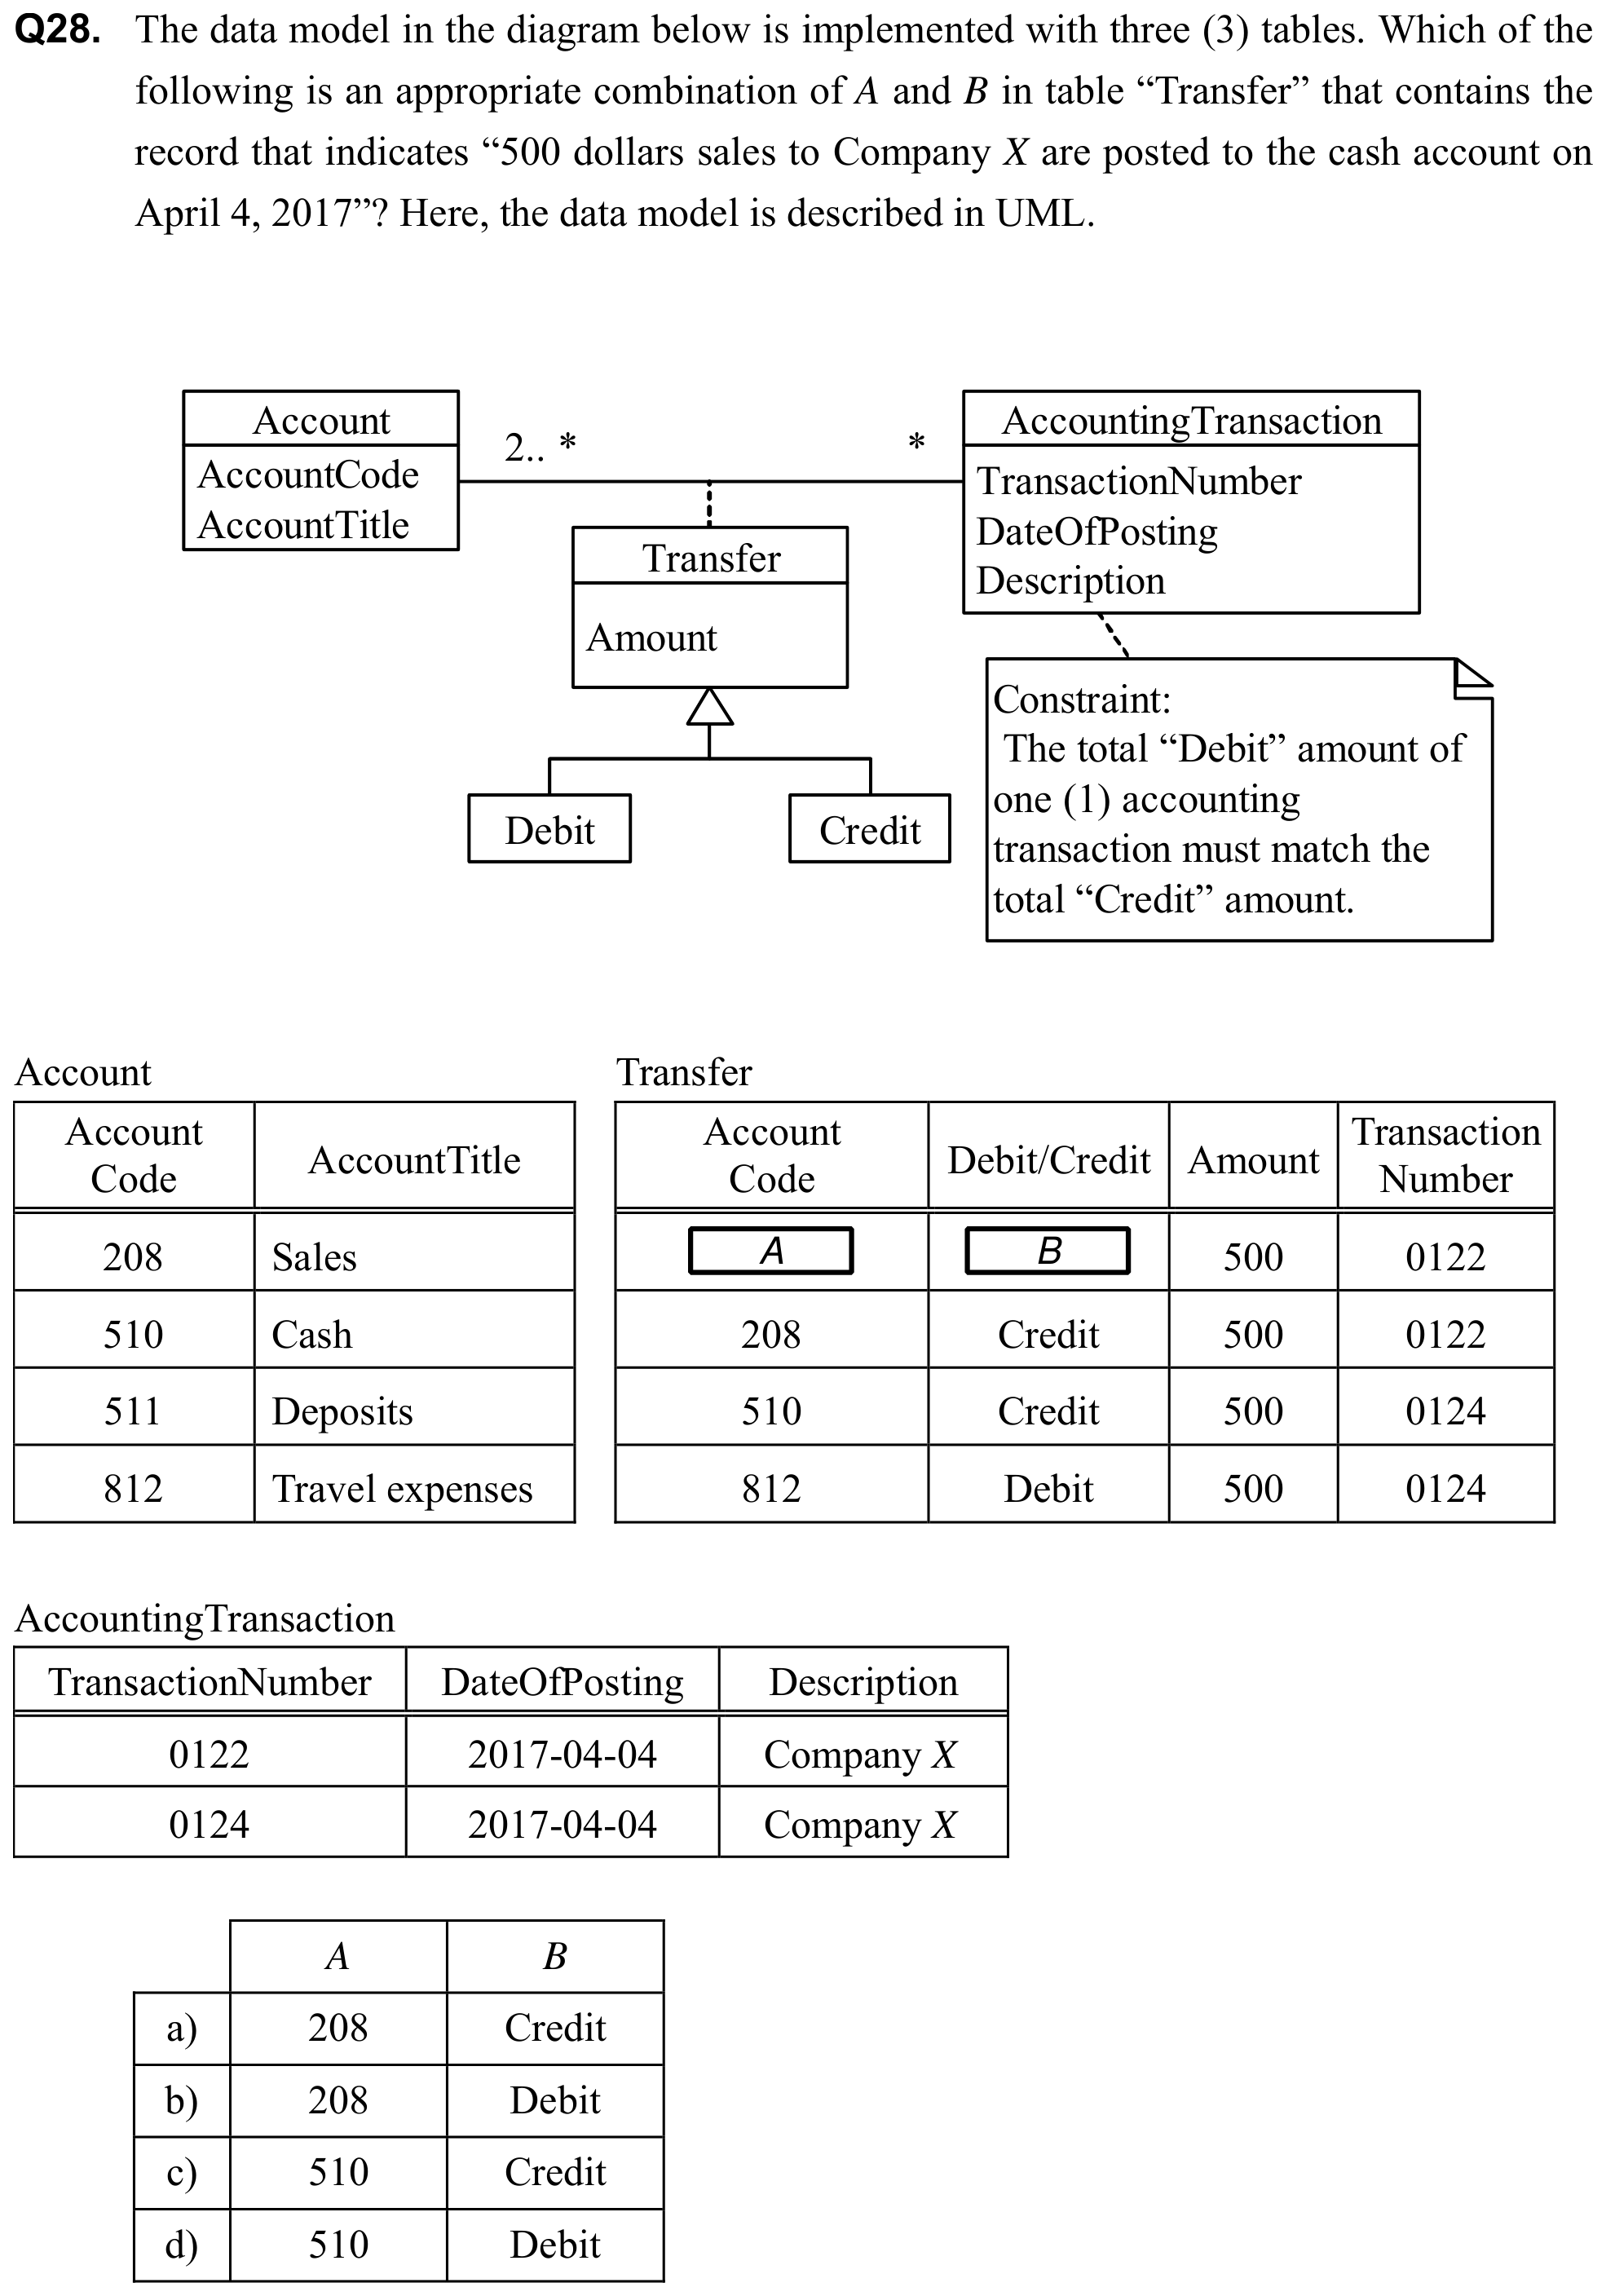 Q28. The data model in the diagram below is implemented with three (3) tables. Which of the
following is an appropriate combination of A and B in table “Transfer” that contains the
record that indicates “500 dollars sales to Company X are posted to the cash account on
April 4, 2017”? Here, the data model is described in UML.
Account
AccountCode
AccountTitle
2.. *
*
AccountingTransaction
TransactionNumber
DateOfPosting
Description
Transfer
Amount
Debit
Credit
Constraint:
The total “Debit” amount of
one (1) accounting
transaction must match the
total “Credit” amount.
Account
Account Code AccountTitle
208 Sales
510 Cash
511 Deposits
812 Travel expenses
Transfer
Account Code Debit/Credit Amount Transaction Number
A B 500 0122
208 Credit 500 0122
510 Credit 500 0124
812 Debit 500 0124
AccountingTransaction
TransactionNumber DateOfPosting Description
0122 2017-04-04 Company X
0124 2017-04-04 Company X
A B
a) 208 Credit
b) 208 Debit
c) 510 Credit
d) 510 Debit